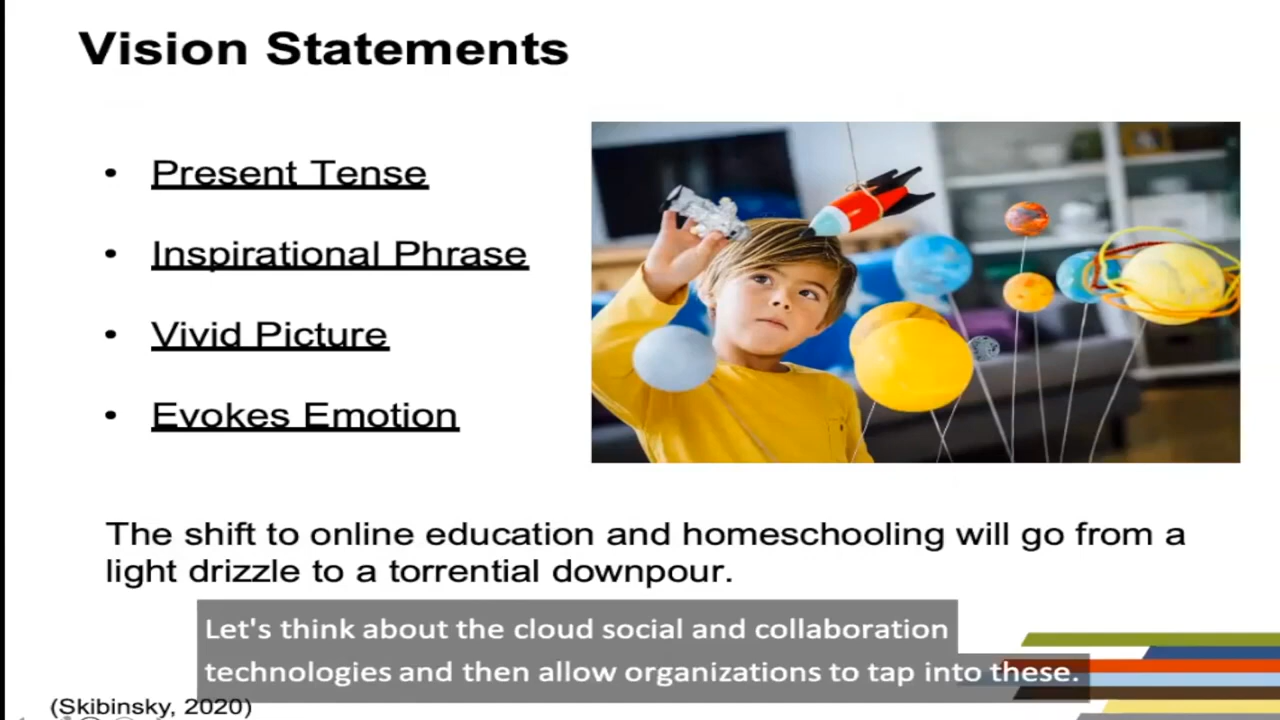 Vision Statements
• Present Tense
• Inspirational Phrase
• Vivid Picture
• Evokes Emotion
The shift to online education and homeschooling will go from a
light drizzle to a torrential downpour.
Let's think about the cloud social and collaboration
technologies and then allow organizations to tap into these.
(Skibinsky, 2020)